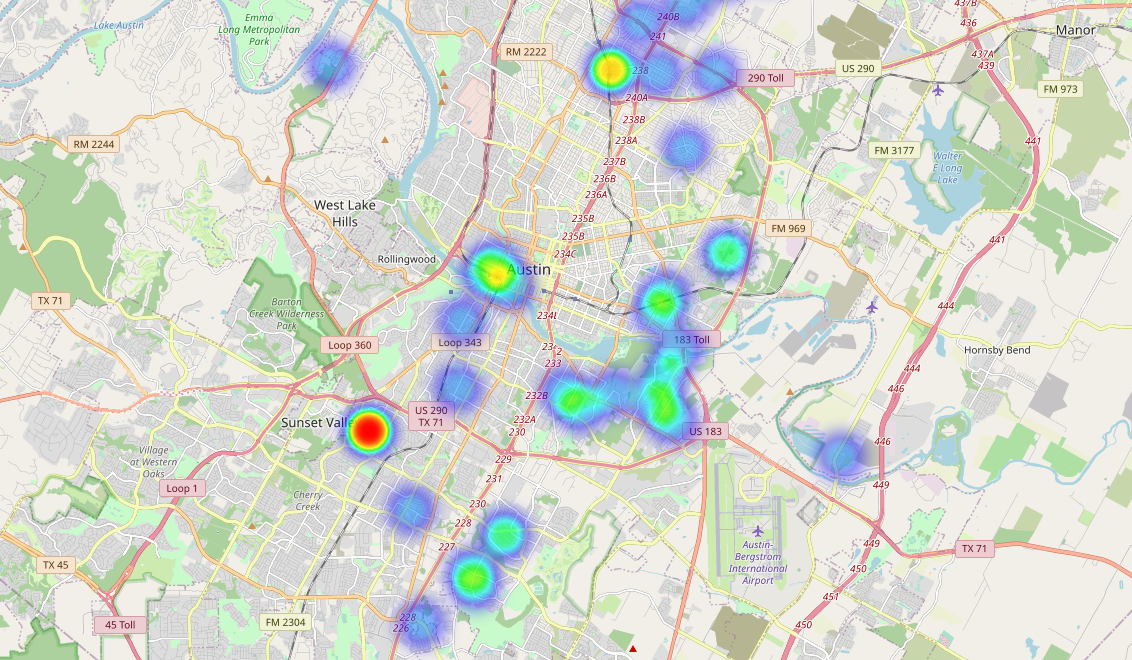 437B
240B
Lake Austin
Emma
Long Metropolitan
Park
436
Manor
241
RM 2222
437A
439
238
US 290
290 Toll
FM 973
240A
238B
238A
441
RM 2244
FM 3177
237B
Walter
E Long
Lake
236B
236A
West Lake
Hills
235B
FM 969
235B
441
234C
Rollingwood
Austin
TX 71
Barton
Creek Wilderness
Park
444
Loop 360
Loop 343
183 Toll
Hornsby Bend
233
444
232B
US 290
TX 71
232A
Sunset Valle
230
US 183
446
Village
at Western
Oaks
229
231
449
Loop 1
Cherry
Creek
230
228
449
TX 71
227
Austin-
Bergstrom
International
Airport
TX 45
450
451
228
226
45 Toll
FM 2304
450